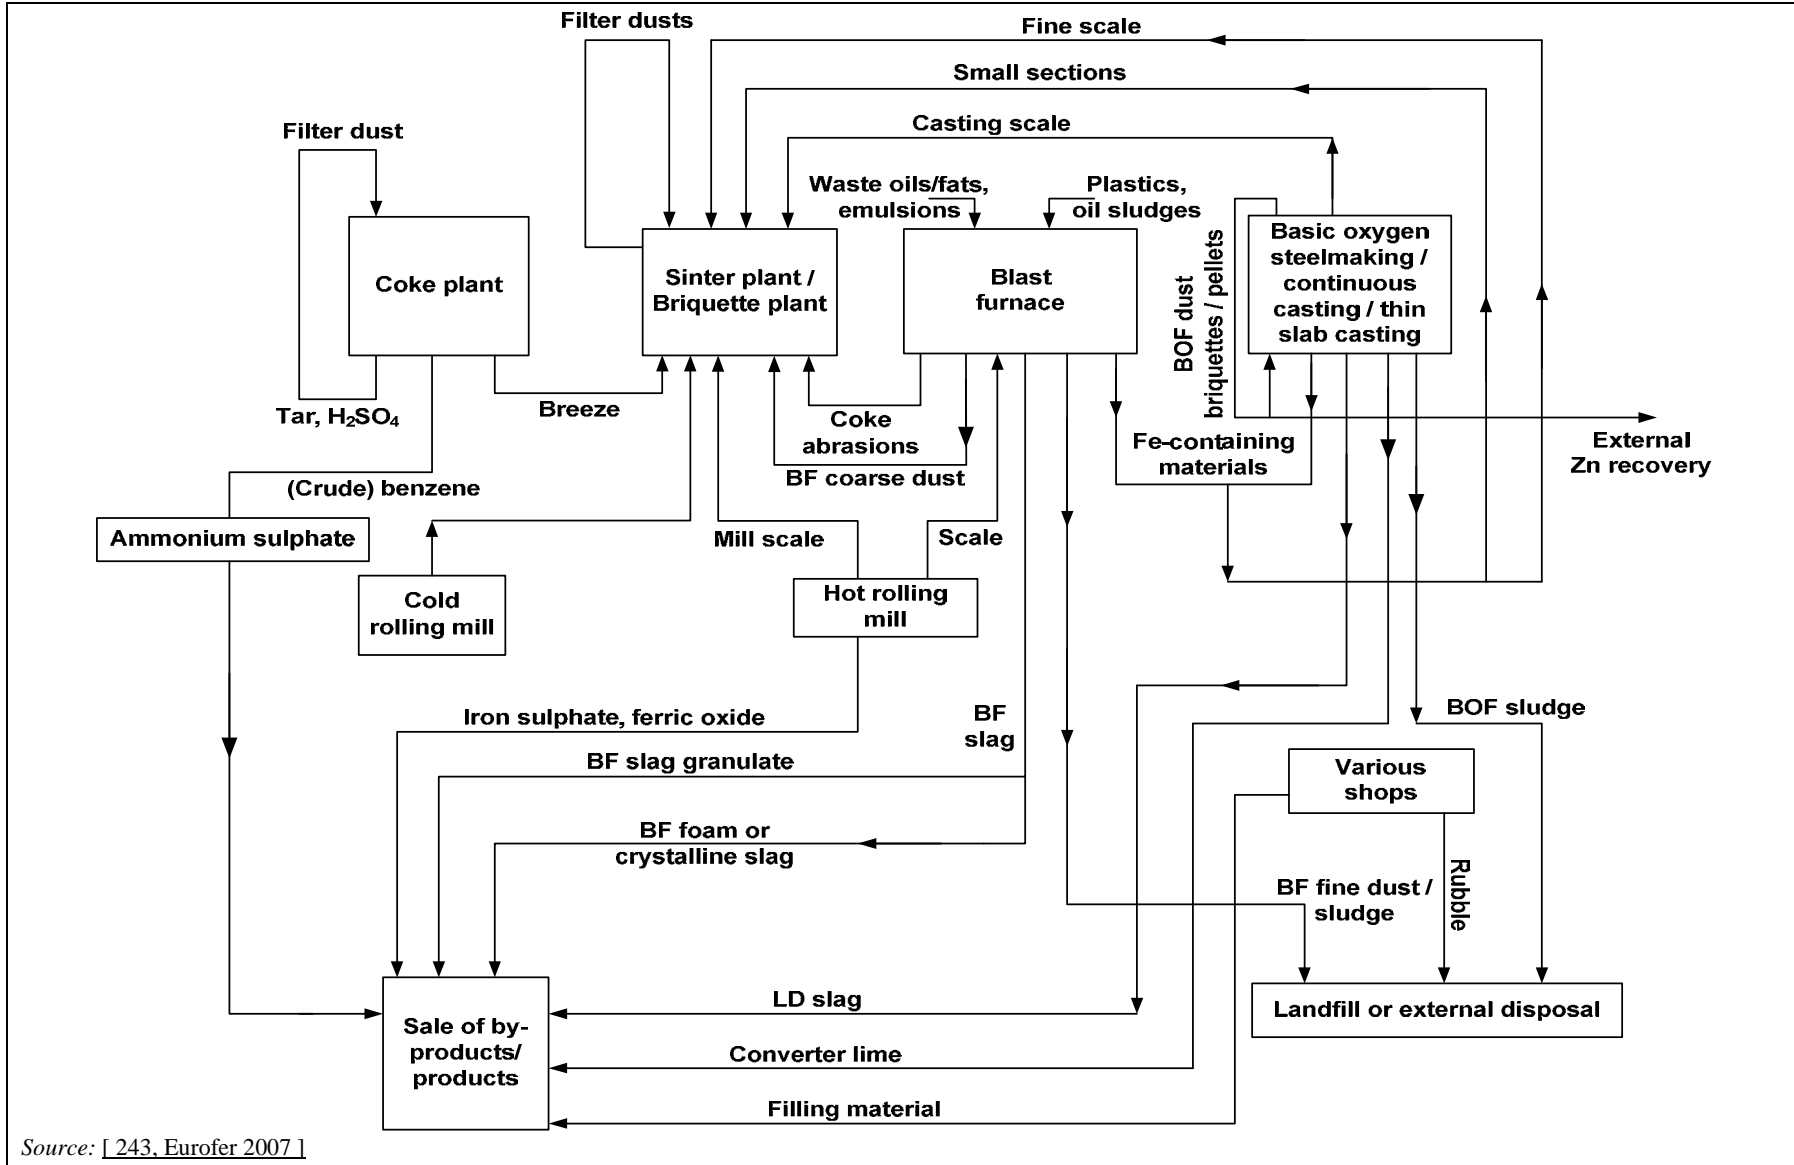 Filter dusts
Fine scale
Small sections
Filter dust
Casting scale
Waste oils/fats,
emulsions
Plastics,
oil sludges
BOF dust
briquettes / pellets
Basic oxygen
steelmaking /
continuous
casting / thin
slab casting
Coke plant
Sinter plant /
Briquette plant
Blast
furnace
Tar, H₂SO₄
Breeze
Coke
abrasions
BF coarse dust
Fe-containing
materials
External
Zn recovery
(Crude) benzene
Ammonium sulphate
Mill scale
Scale
Cold
rolling mill
Hot rolling
mill
Iron sulphate, ferric oxide
BF
slag
BOF sludge
BF slag granulate
Various
shops
BF foam or
crystalline slag
BF fine dust /
sludge
Rubble
LD slag
Landfill or external disposal
Sale of by-
products/
products
Converter lime
Filling material
Source: [ 243, Eurofer 2007 ]